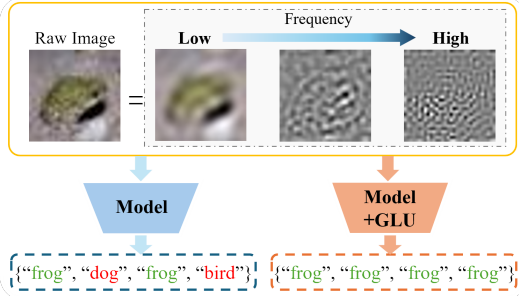 Frequency
Raw Image
Low
High
=
Model
Model
+GLU
{“frog”, “dog”, “frog”, “bird”}
{“frog”, “frog”, “frog”, “frog”}